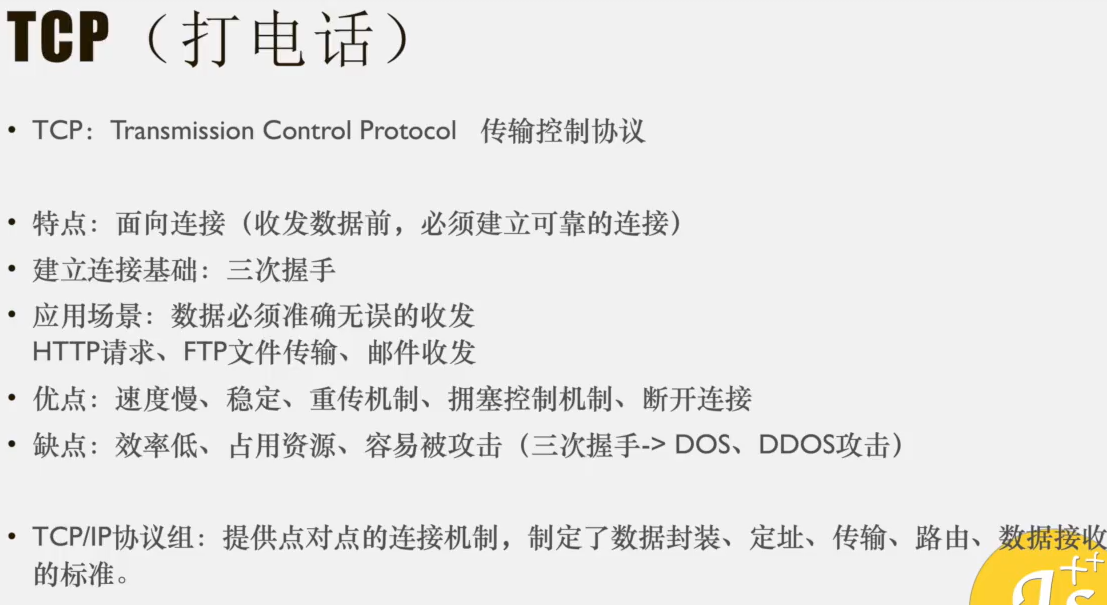 TCP（打电话）
• TCP：Transmission Control Protocol 传输控制协议
• 特点：面向连接（收发数据前，必须建立可靠的连接）
• 建立连接基础：三次握手
• 应用场景：数据必须准确无误的收发
HTTP请求、FTP文件传输、邮件收发
• 优点：速度慢、稳定、重传机制、拥塞控制机制、断开连接
• 缺点：效率低、占用资源、容易被攻击（三次握手-> DOS、DDOS攻击）
• TCP/IP协议组：提供点对点的连接机制，制定了数据封装、定址、传输、路由、数据接收
的标准。